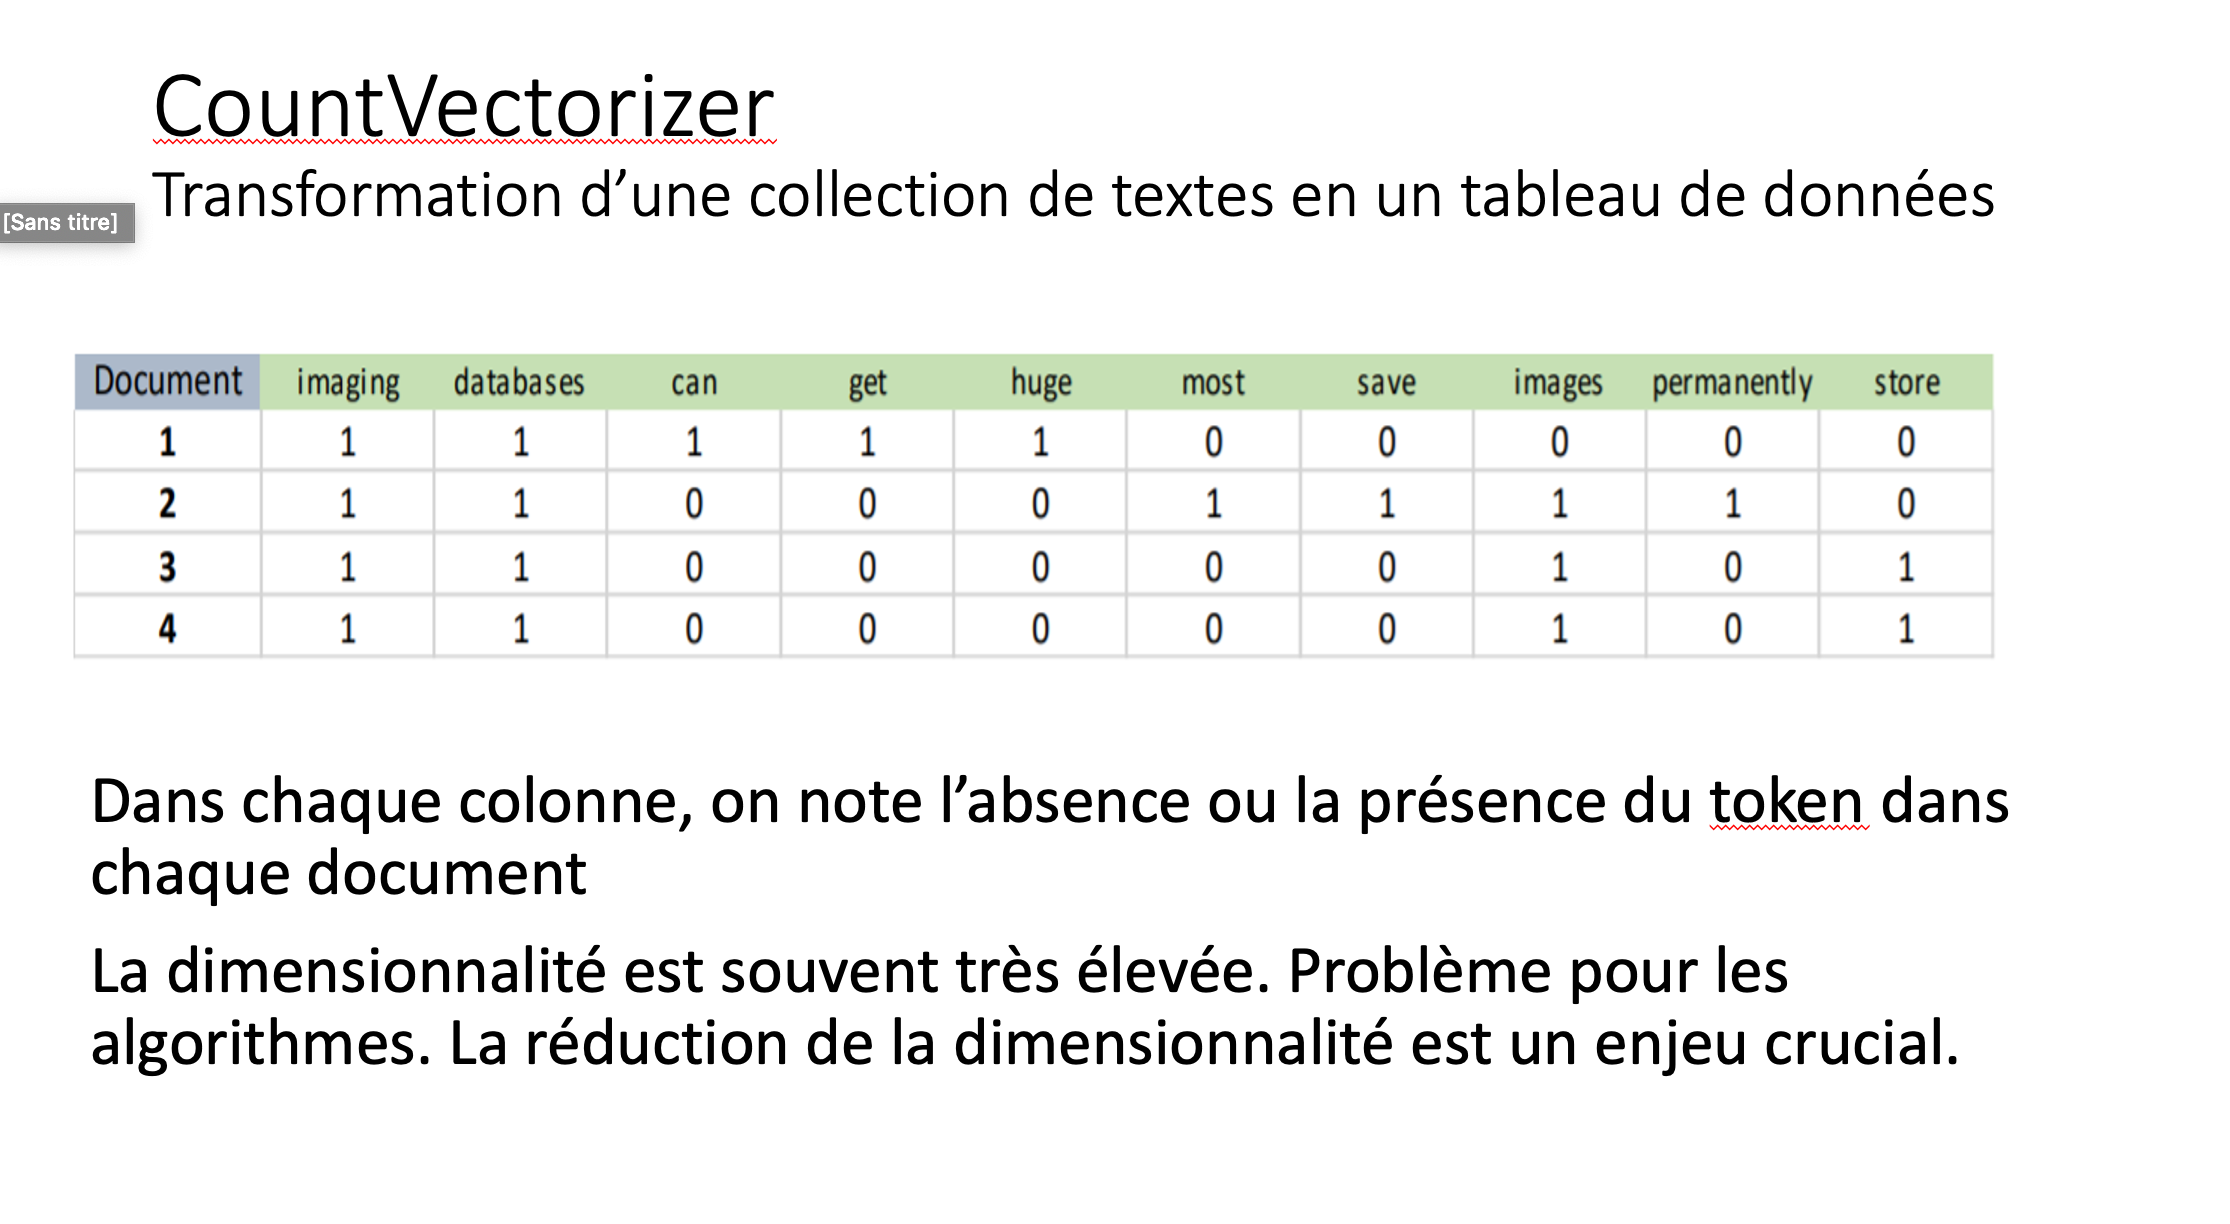 CountVectorizer
Transformation d’une collection de textes en un tableau de données
[Sans titre]
Document imaging databases can get huge most save images permanently store
1 1 1 1 1 1 0 0 0 0 0
2 1 1 0 0 0 1 1 1 1 0
3 1 1 0 0 0 0 0 1 0 1
4 1 1 0 0 0 0 0 1 0 1
Dans chaque colonne, on note l’absence ou la présence du token dans
chaque document
La dimensionnalité est souvent très élevée. Problème pour les
algorithmes. La réduction de la dimensionnalité est un enjeu crucial.